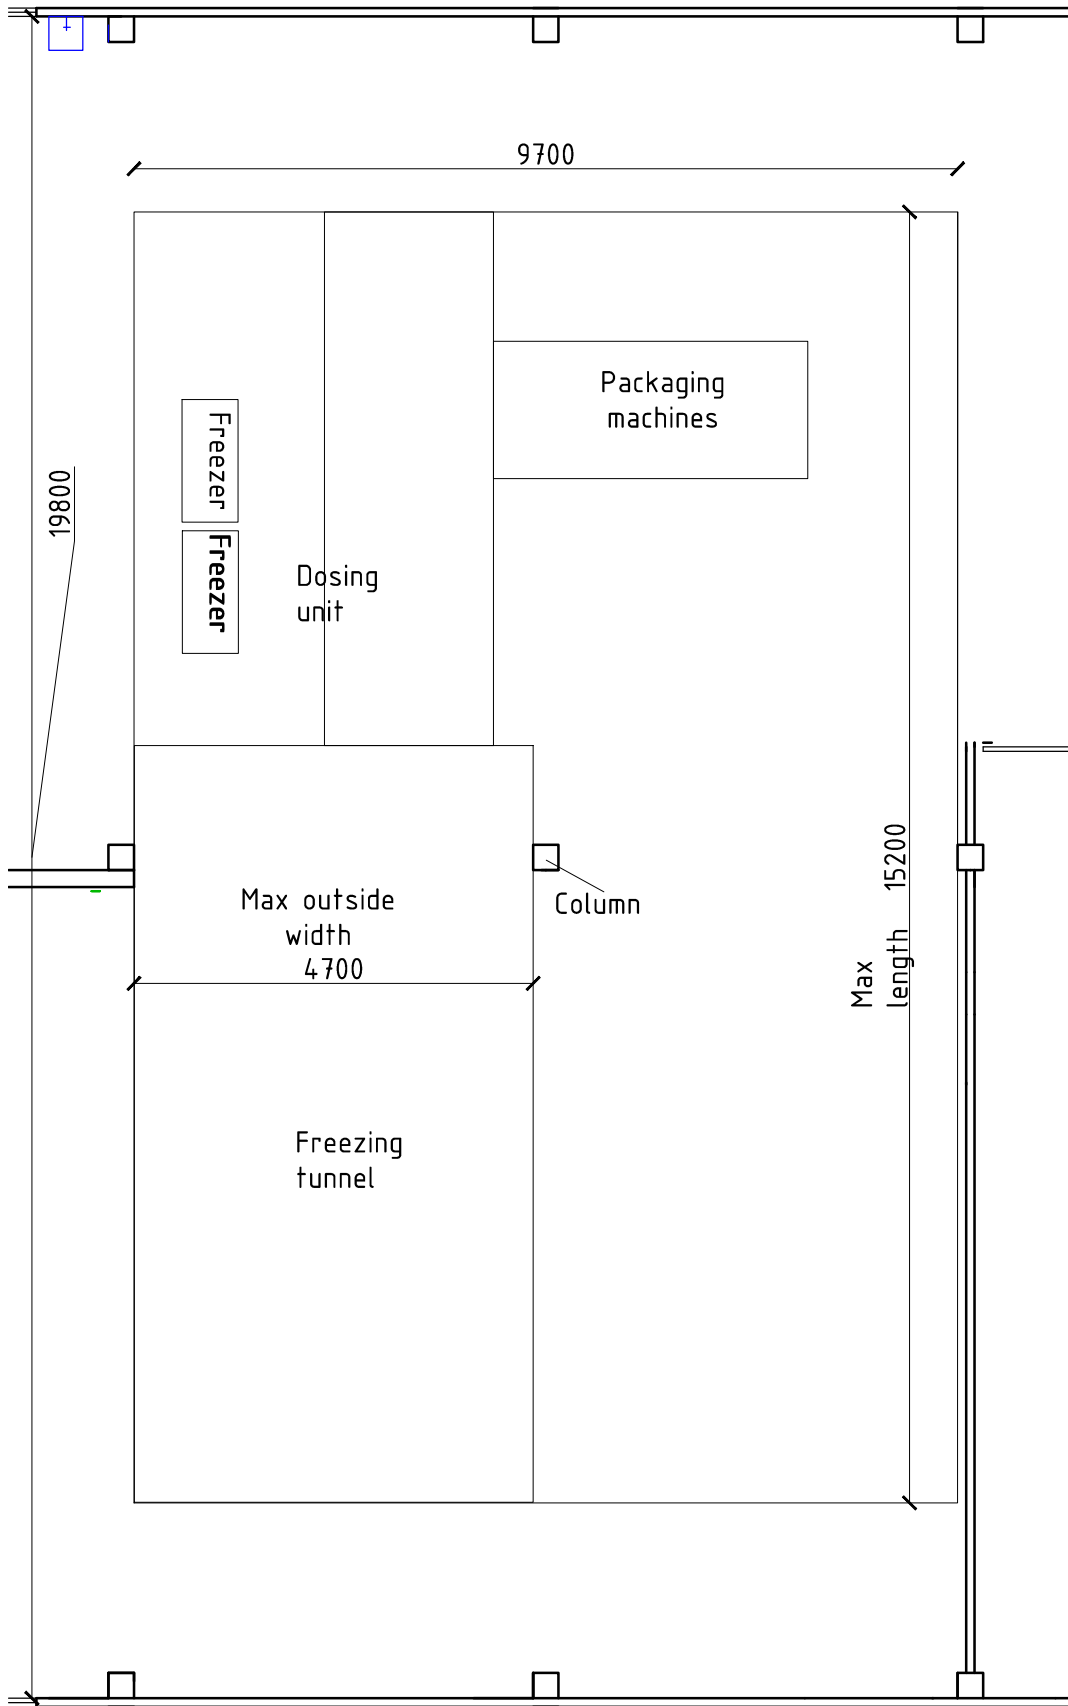 9700
Packaging
machines
Freezer
19800
Freezer
Dosing
unit
15200
Max
length
Max outside
width
4700
Column
Freezing
tunnel